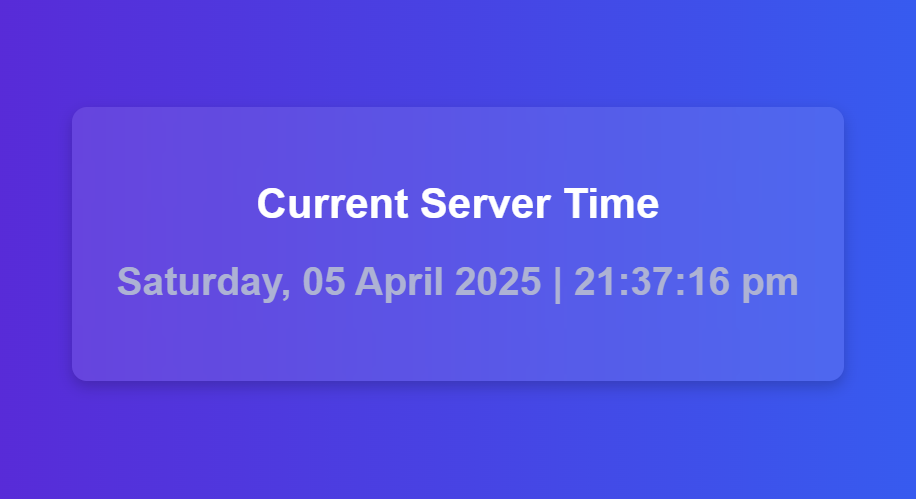 Current Server Time
Saturday, 05 April 2025 | 21:37:16 pm